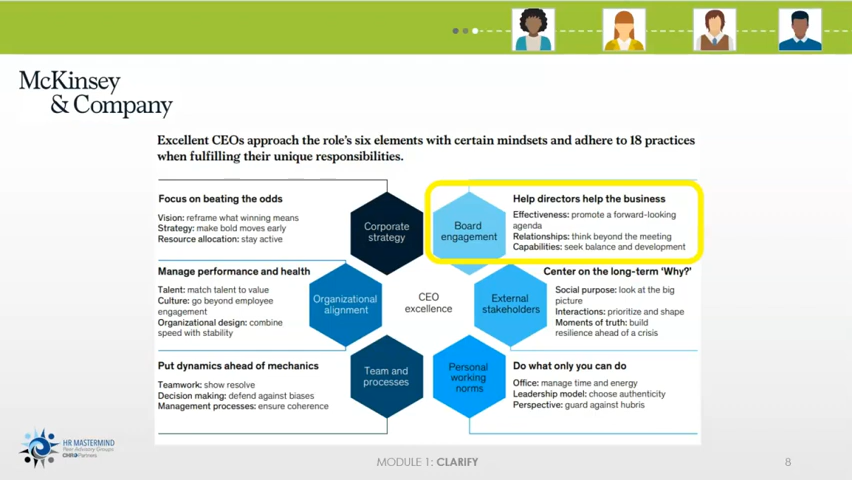 McKinsey
& Company
Excellent CEOs approach the role's six elements with certain mindsets and adhere to 18 practices
when fulfilling their unique responsibilities.
Focus on beating the odds
Vision: reframe what winning means
Strategy: make bold moves early
Resource allocation: stay active
Corporate
strategy
Board
engagement
Help directors help the business
Effectiveness: promote a forward-looking
agenda
Relationships: think beyond the meeting
Capabilities: seek balance and development
Manage performance and health
Talent: match talent to value
Culture: go beyond employee
engagement
Organizational design: combine
speed with stability
Organizational
alignment
CEO
excellence
External
stakeholders
Center on the long-term 'Why?'
Social purpose: look at the big
picture
Interactions: prioritize and shape
Moments of truth: build
resilience ahead of a crisis
Put dynamics ahead of mechanics
Teamwork: show resolve
Decision making: defend against biases
Management processes: ensure coherence
Team and
processes
Personal
working
norms
Do what only you can do
Office: manage time and energy
Leadership model: choose authenticity
Perspective: guard against hubris
HR MASTERMIND
Peer Advisory Groups
CHRO Partners
MODULE 1: CLARIFY
8